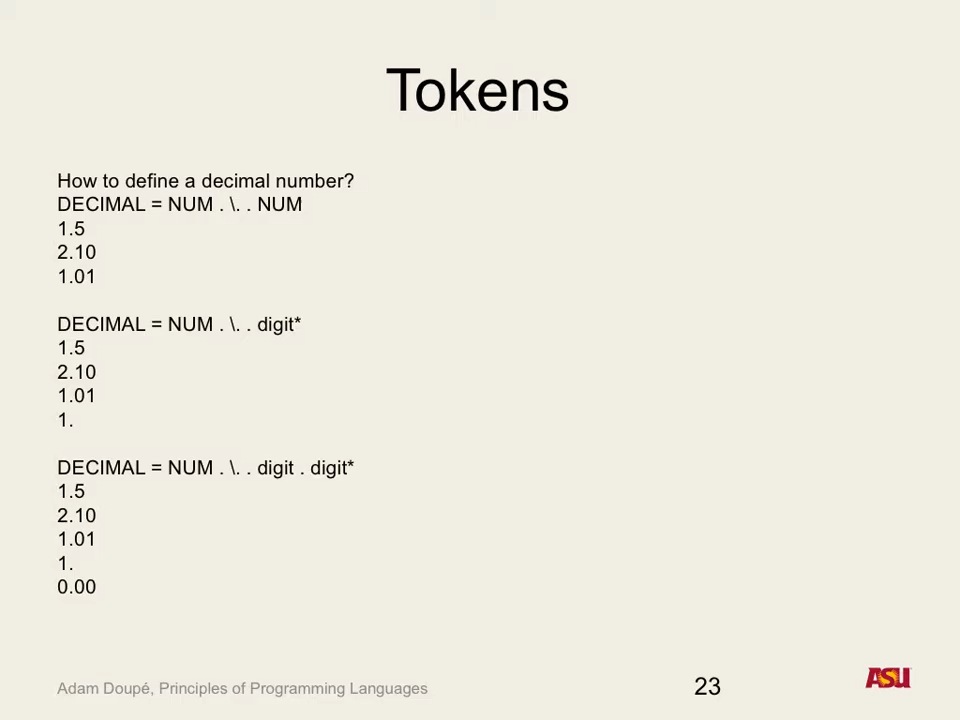 Tokens
How to define a decimal number?
DECIMAL = NUM . \. . NUM
1.5
2.10
1.01
DECIMAL = NUM . \. . digit*
1.5
2.10
1.01
1.
DECIMAL = NUM . \. . digit . digit*
1.5
2.10
1.01
1.
0.00
Adam Doupé, Principles of Programming Languages
23
ASU